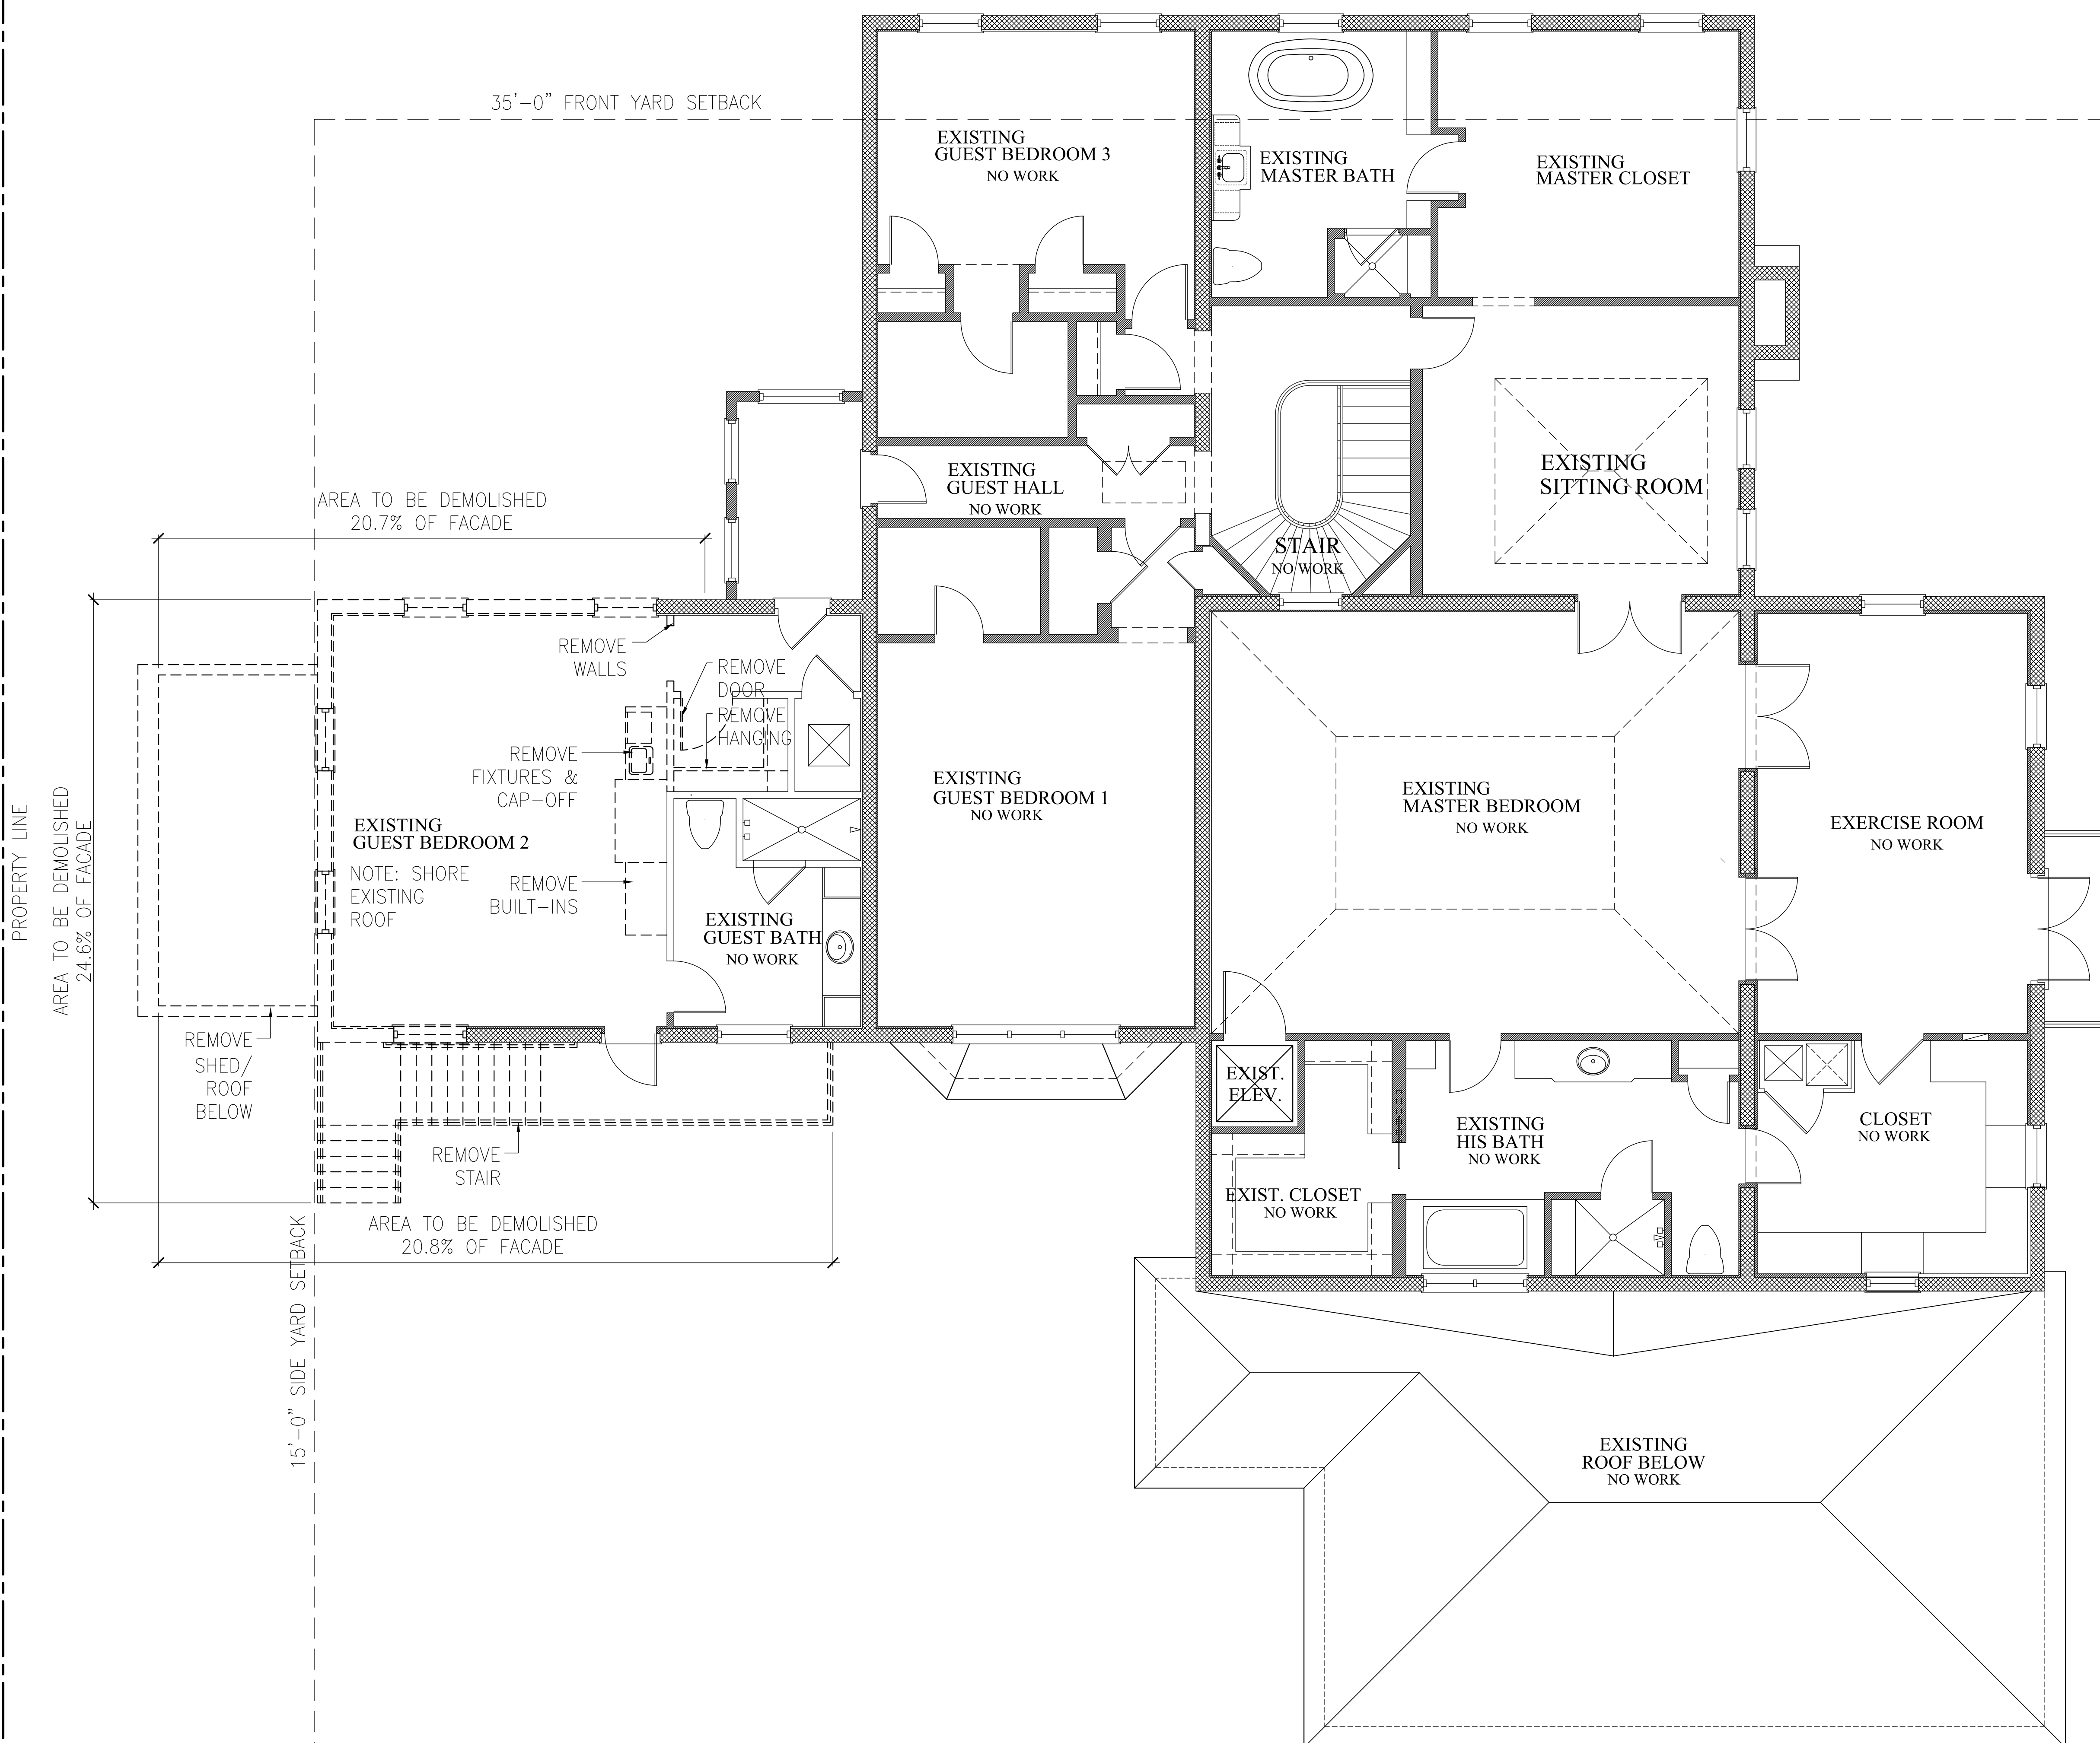 35'-0" FRONT YARD SETBACK
EXISTING
GUEST BEDROOM 3
NO WORK
EXISTING
MASTER BATH
EXISTING
MASTER CLOSET
EXISTING
GUEST HALL
NO WORK
EXISTING
SITTING ROOM
STAIR
NO WORK
AREA TO BE DEMOLISHED
20.7% OF FACADE
REMOVE
WALLS
REMOVE
DOOR
REMOVE
HANGING
REMOVE
FIXTURES &
CAP-OFF
EXISTING
GUEST BEDROOM 2
NOTE: SHORE
EXISTING
ROOF
REMOVE
BUILT-INS
EXISTING
GUEST BATH
NO WORK
EXISTING
GUEST BEDROOM 1
NO WORK
EXISTING
MASTER BEDROOM
NO WORK
EXERCISE ROOM
NO WORK
PROPERTY LINE
AREA TO BE DEMOLISHED
24.6% OF FACADE
REMOVE
SHED/
ROOF
BELOW
REMOVE
STAIR
AREA TO BE DEMOLISHED
20.8% OF FACADE
15'-0" SIDE YARD SETBACK
EXIST.
ELEV.
EXIST. CLOSET
NO WORK
EXISTING
HIS BATH
NO WORK
CLOSET
NO WORK
EXISTING
ROOF BELOW
NO WORK